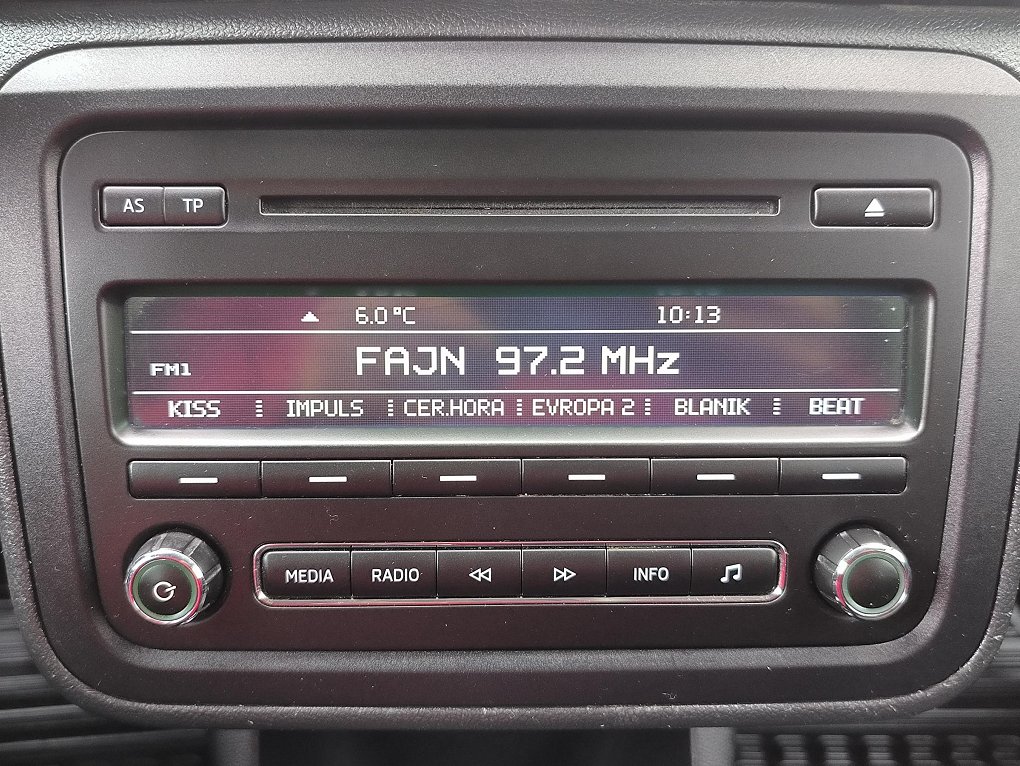 AS TP
6.0 °C 10:13
FM1 FAJN 97.2 MHz
KISS IMPULS CER.HORA EVROPA 2 BLANIK BEAT
MEDIA RADIO INFO